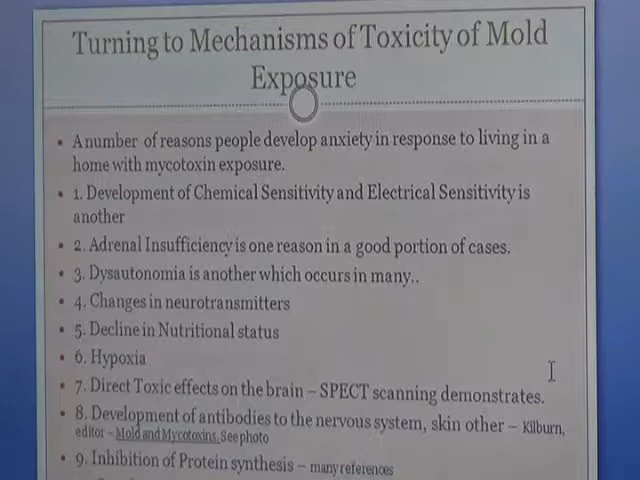 Turning to Mechanisms of Toxicity of Mold
Exposure
• A number of reasons people develop anxiety in response to living in a
home with mycotoxin exposure.
• 1. Development of Chemical Sensitivity and Electrical Sensitivity is
another
• 2. Adrenal Insufficiency is one reason in a good portion of cases.
• 3. Dysautonomia is another which occurs in many..
• 4. Changes in neurotransmitters
• 5. Decline in Nutritional status
• 6. Hypoxia
• 7. Direct Toxic effects on the brain – SPECT scanning demonstrates.
• 8. Development of antibodies to the nervous system, skin other – Kilburn,
editor – Mold and Mycotoxins. See photo
• 9. Inhibition of Protein synthesis – many references